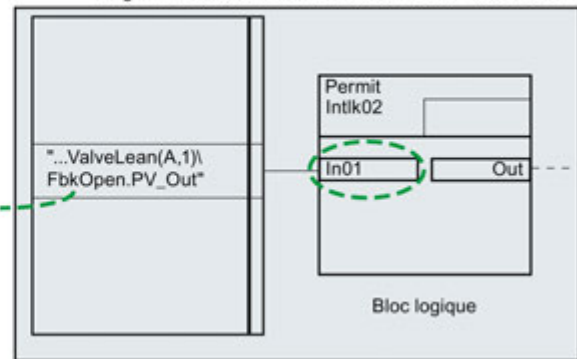 "...ValveLean(A,1)\
FbkOpen.PV_Out"
Permit
Intlk02
In01
Out
Bloc logique